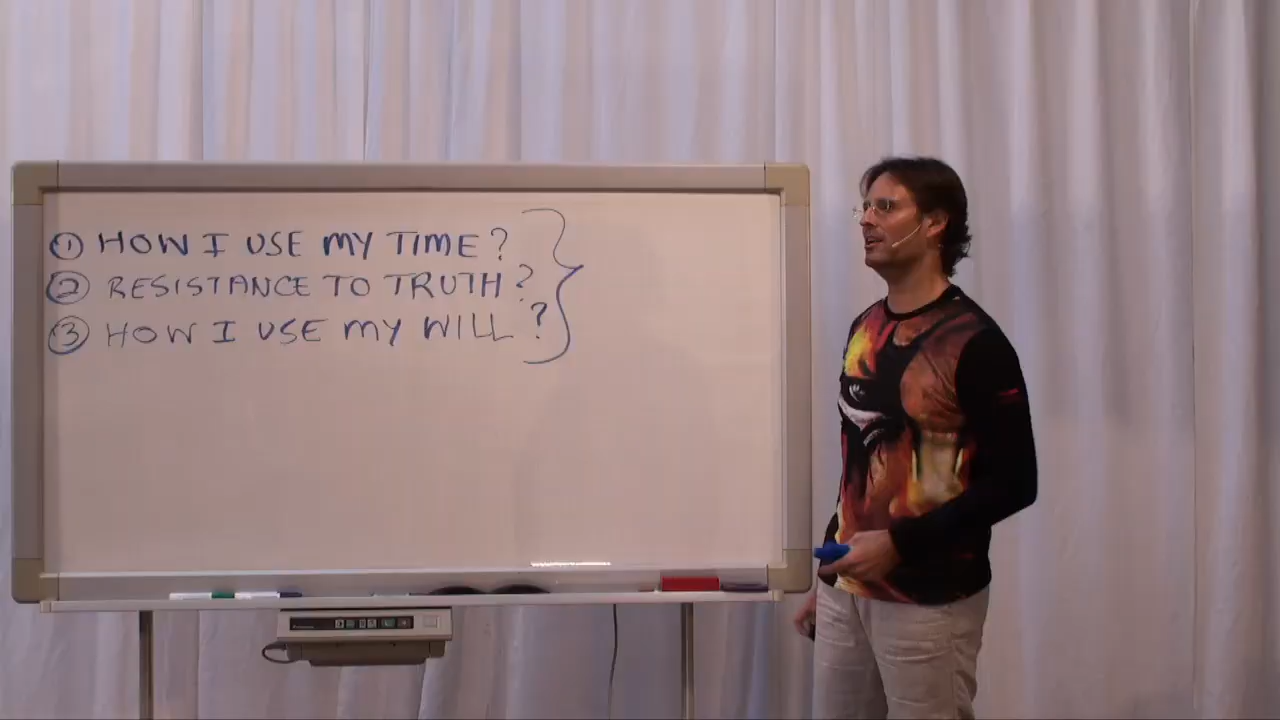 ① HOW I USE MY TIME?
② RESISTANCE TO TRUTH?
③ HOW I USE MY WILL?